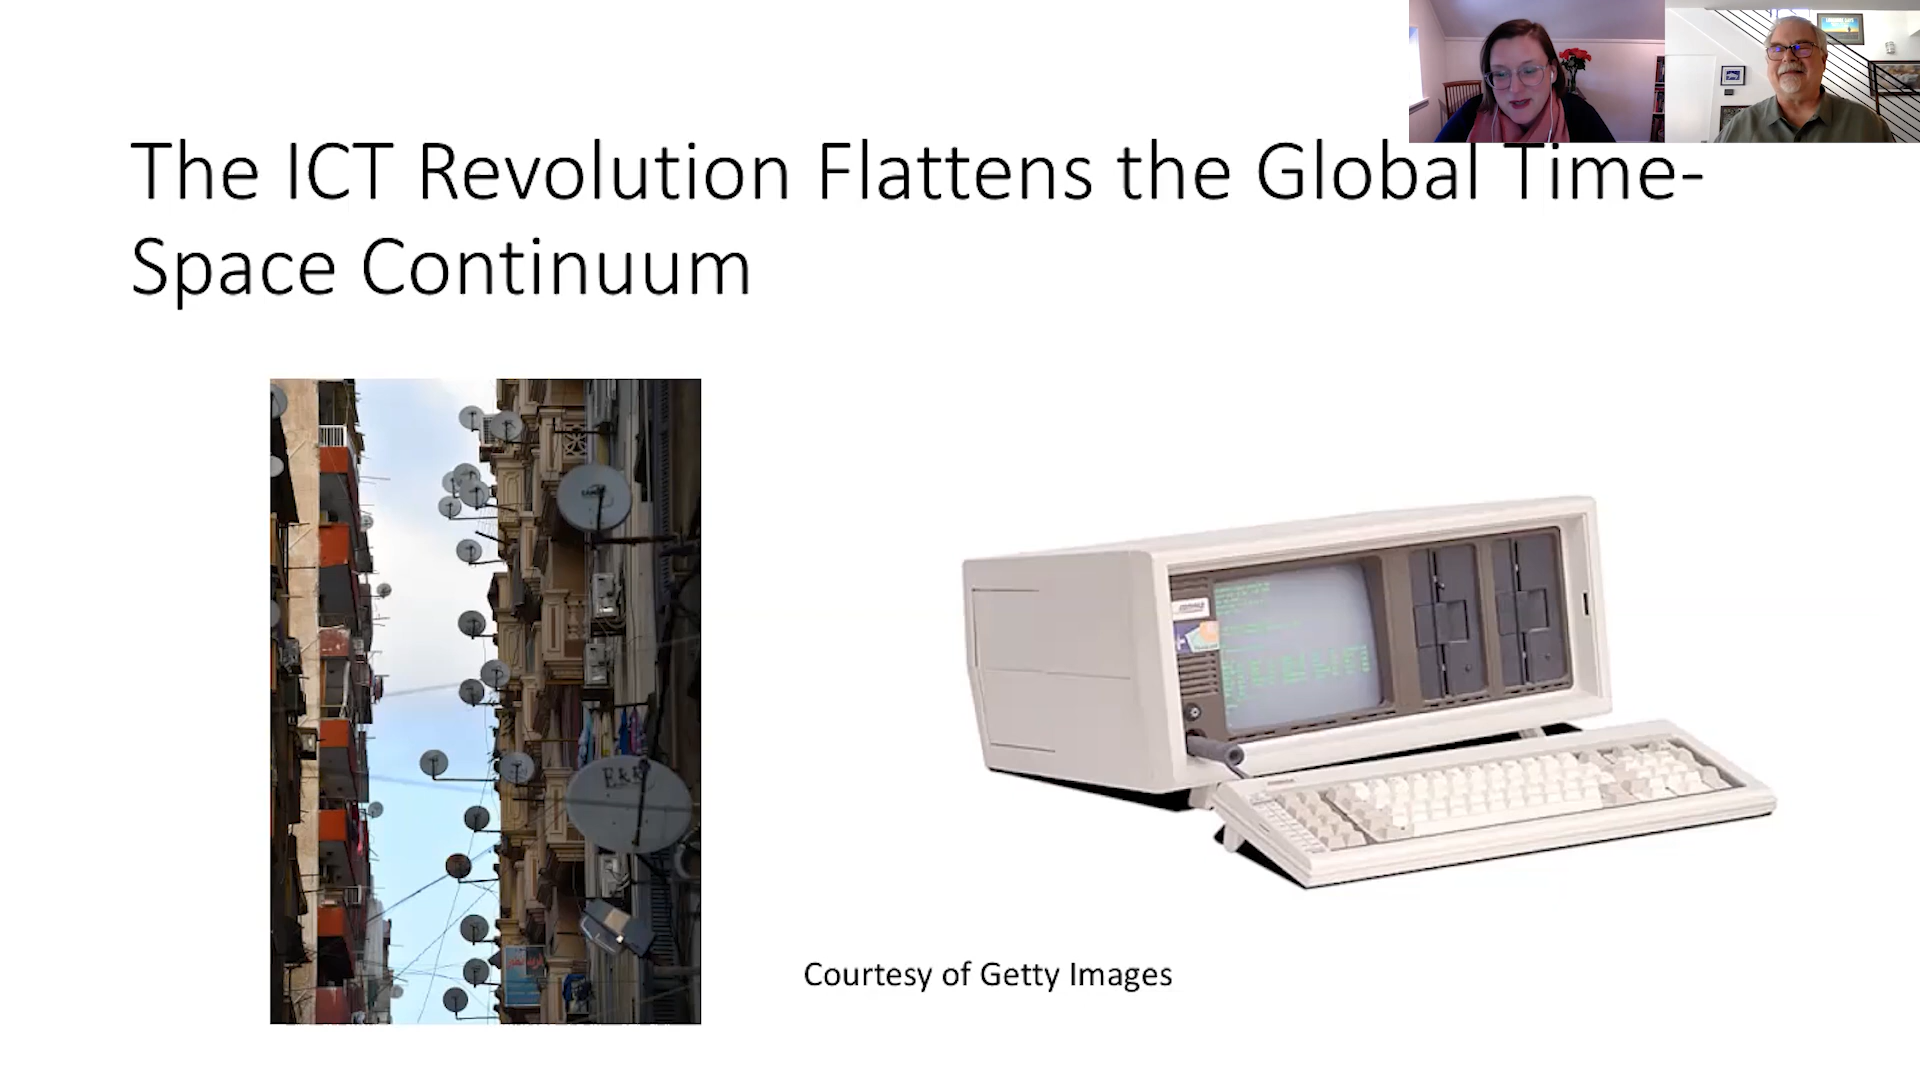 The ICT Revolution Flattens the Global Time-
Space Continuum
Courtesy of Getty Images